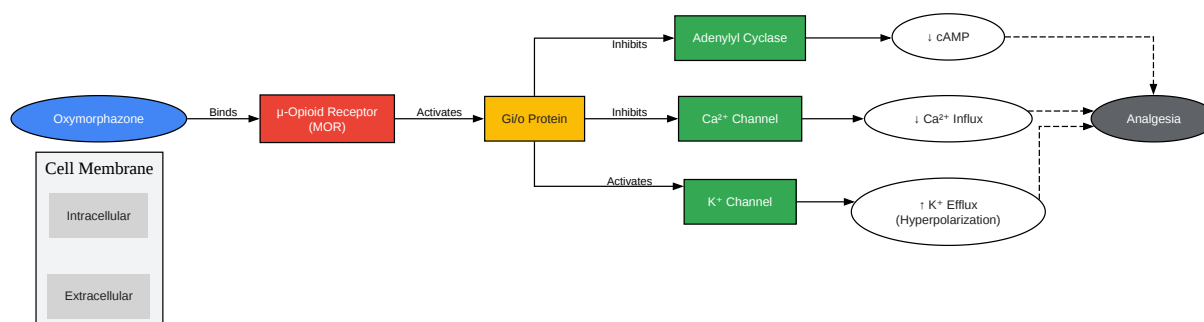 Oxymorphazone
Binds
μ-Opioid Receptor
(MOR)
Activates
Gi/o Protein
Inhibits
Adenylyl Cyclase
↓ cAMP
Inhibits
Ca²⁺ Channel
↓ Ca²⁺ Influx
Analgesia
Activates
K⁺ Channel
↑ K⁺ Efflux
(Hyperpolarization)
Cell Membrane
Intracellular
Extracellular